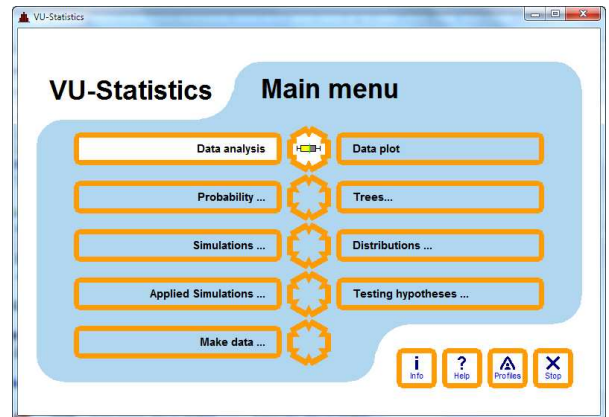 VU-Statistics
VU-Statistics Main menu
Data analysis Data plot
Probability ... Trees...
Simulations ... Distributions ...
Applied Simulations ... Testing hypotheses ...
Make data ...
i ? X
Info Help Profiles Stop